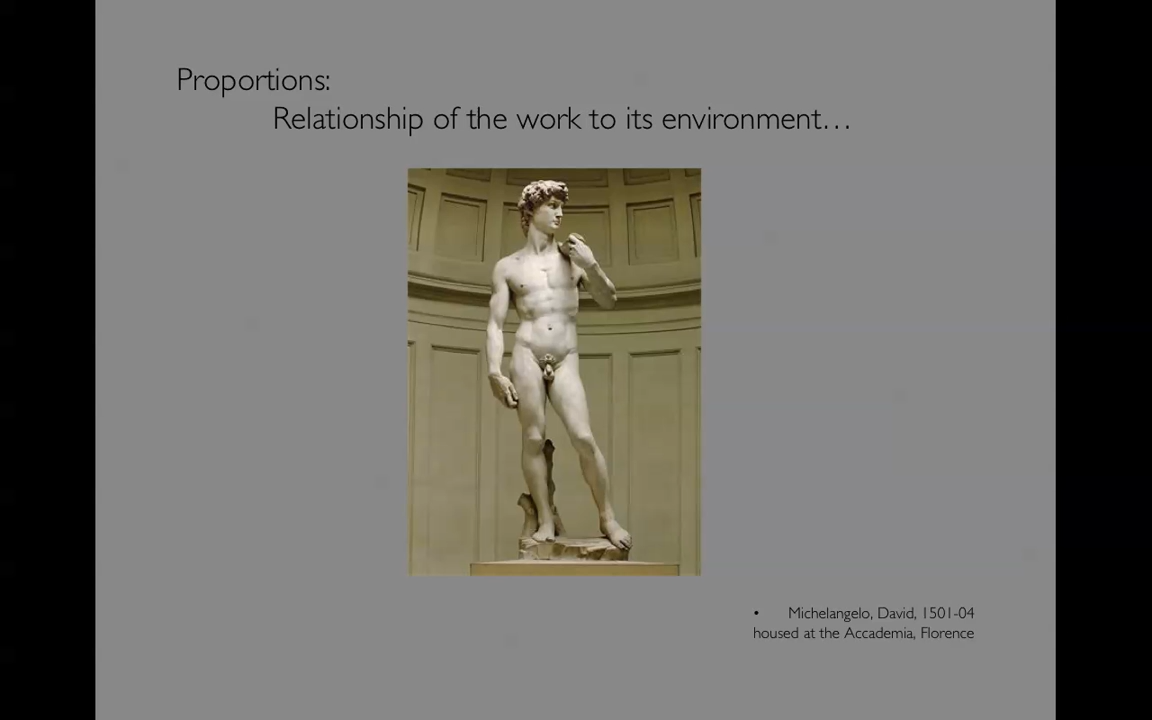 Proportions:
Relationship of the work to its environment…
• Michelangelo, David, 1501-04
housed at the Accademia, Florence